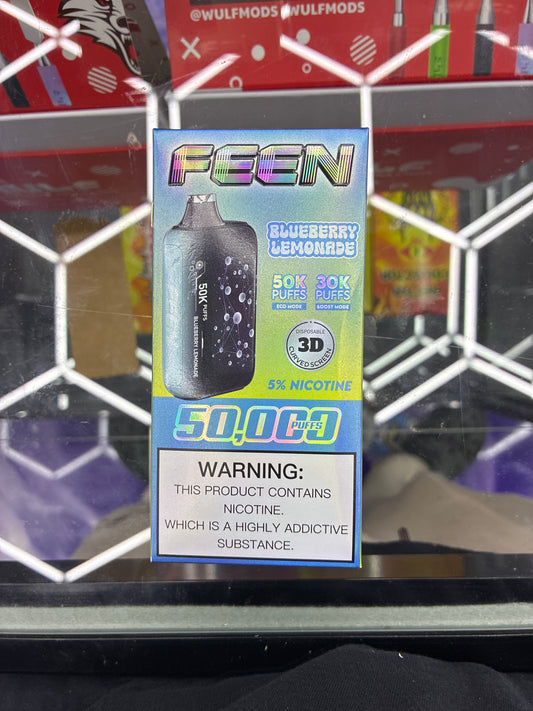 @WULFMODS @WULFMODS
FEEN
BLUEBERRY
LEMONADE
50K 30K
PUFFS PUFFS
ECO MODE BOOST MODE
50K PUFFS
BLUEBERRY LEMONADE
DISPOSABLE
3D
CURVED SCREEN
5% NICOTINE
50,000
PUFFS
WARNING:
THIS PRODUCT CONTAINS
NICOTINE.
WHICH IS A HIGHLY ADDICTIVE
SUBSTANCE.